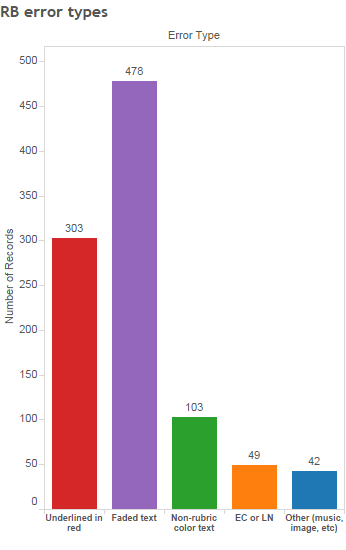 RB error types
Error Type
Number of Records
500
450
400
350
300
250
200
150
100
50
0
303
478
103
49
42
Underlined in
red
Faded text
Non-rubric
color text
EC or LN
Other (music,
image, etc)